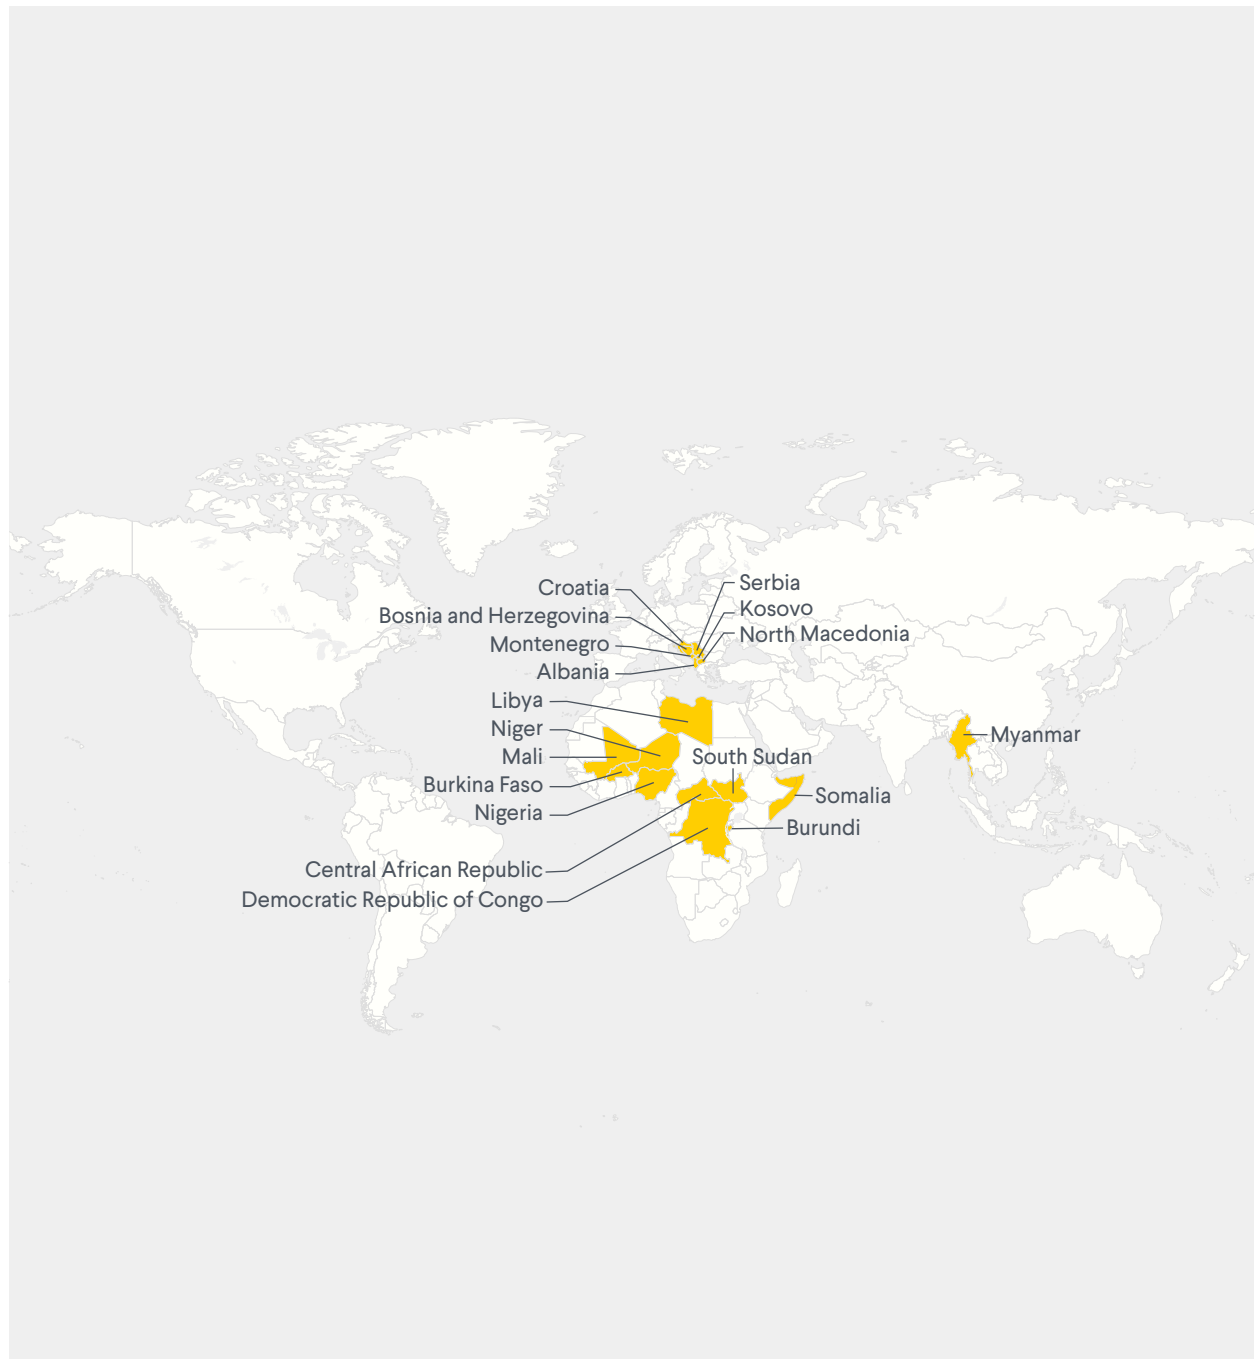 Croatia
Bosnia and Herzegovina
Montenegro
Albania
Serbia
Kosovo
North Macedonia
Libya
Niger
Mali
Burkina Faso
Nigeria
South Sudan
Myanmar
Somalia
Burundi
Central African Republic
Democratic Republic of Congo